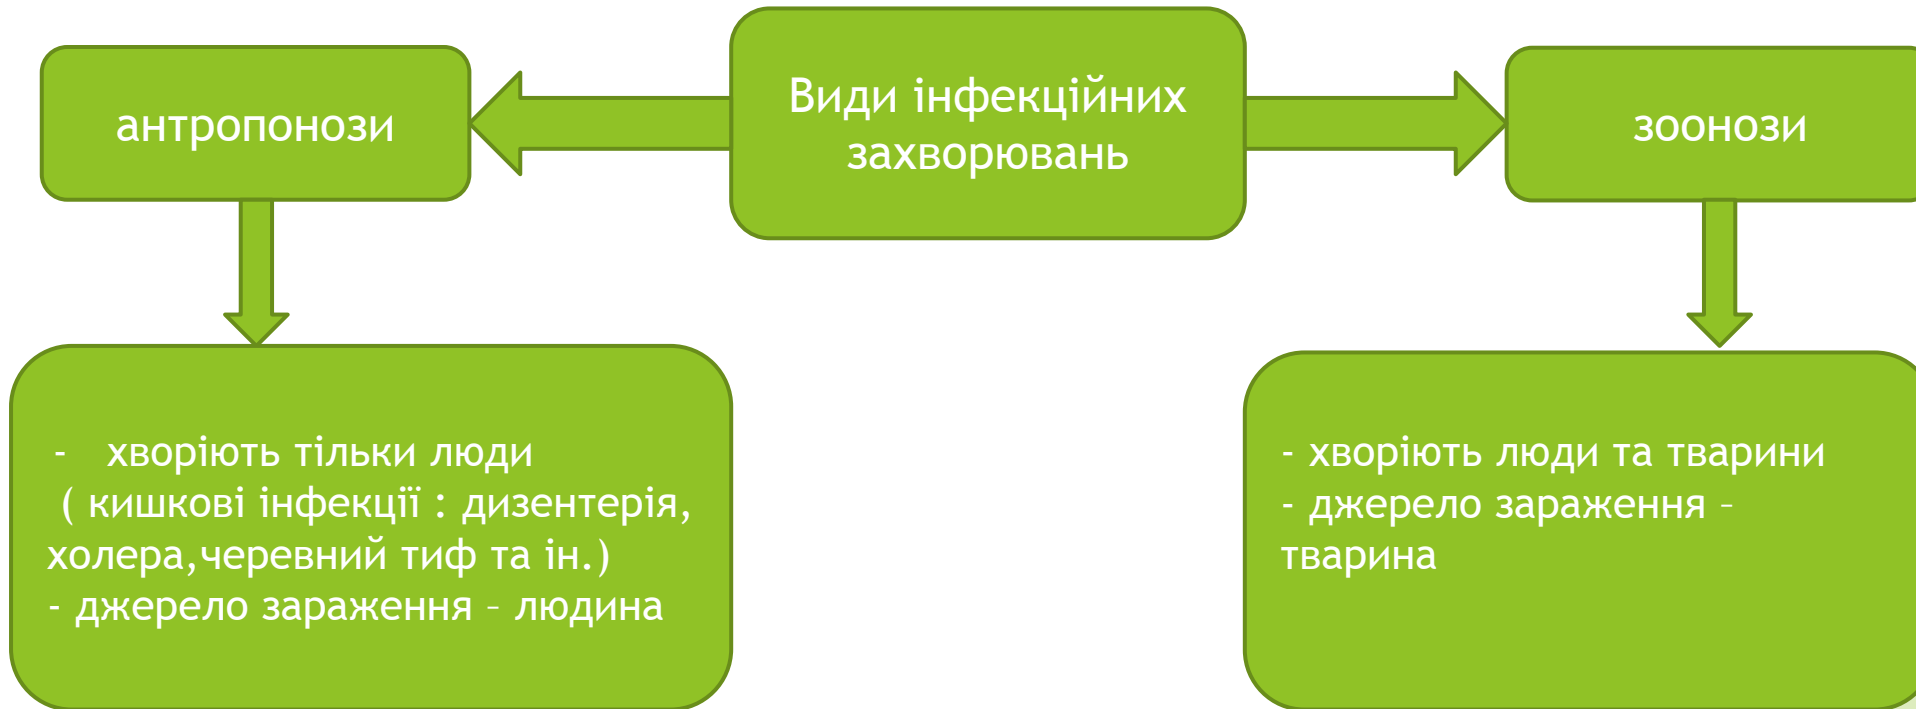 Види інфекційних
захворювань
антропонози
зоонози
-   хворіють тільки люди
( кишкові інфекції : дизентерія,
холера,черевний тиф та ін.)
- джерело зараження – людина
- хворіють люди та тварини
- джерело зараження –
тварина